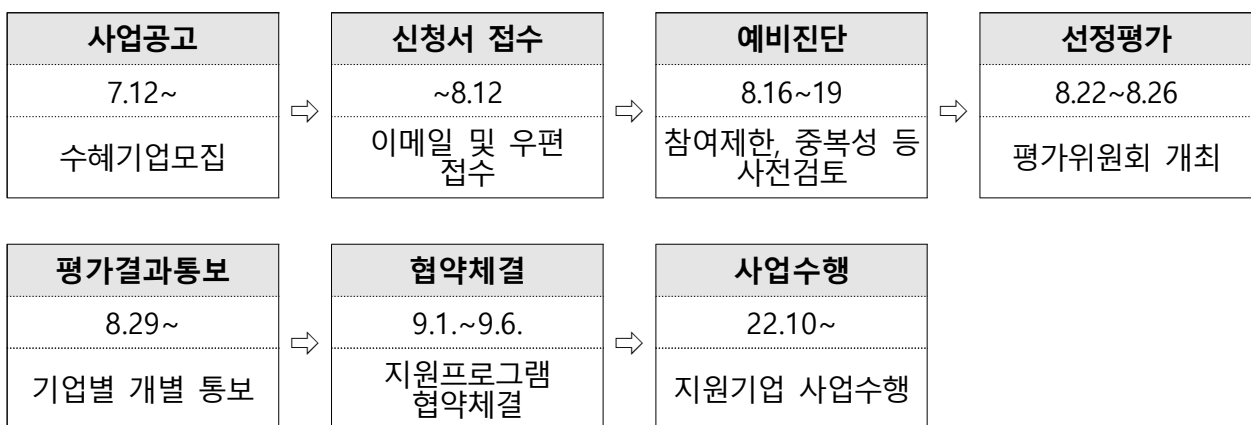 사업공고
7.12~
수혜기업모집
⇨
신청서 접수
~8.12
이메일 및 우편
접수
⇨
예비진단
8.16~19
참여제한, 중복성 등
사전검토
⇨
선정평가
8.22~8.26
평가위원회 개최
평가결과통보
8.29~
기업별 개별 통보
⇨
협약체결
9.1.~9.6.
지원프로그램
협약체결
⇨
사업수행
22.10~
지원기업 사업수행